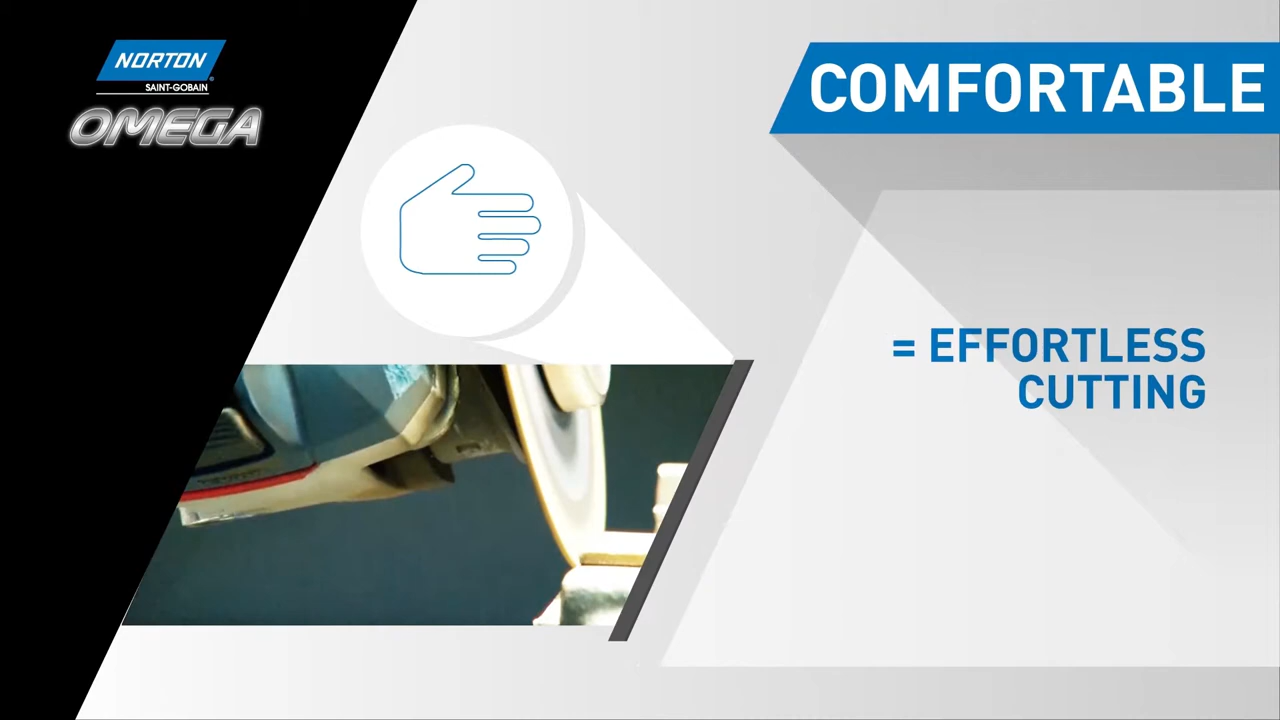 NORTON
SAINT-GOBAIN
OMEGA
COMFORTABLE
= EFFORTLESS
CUTTING